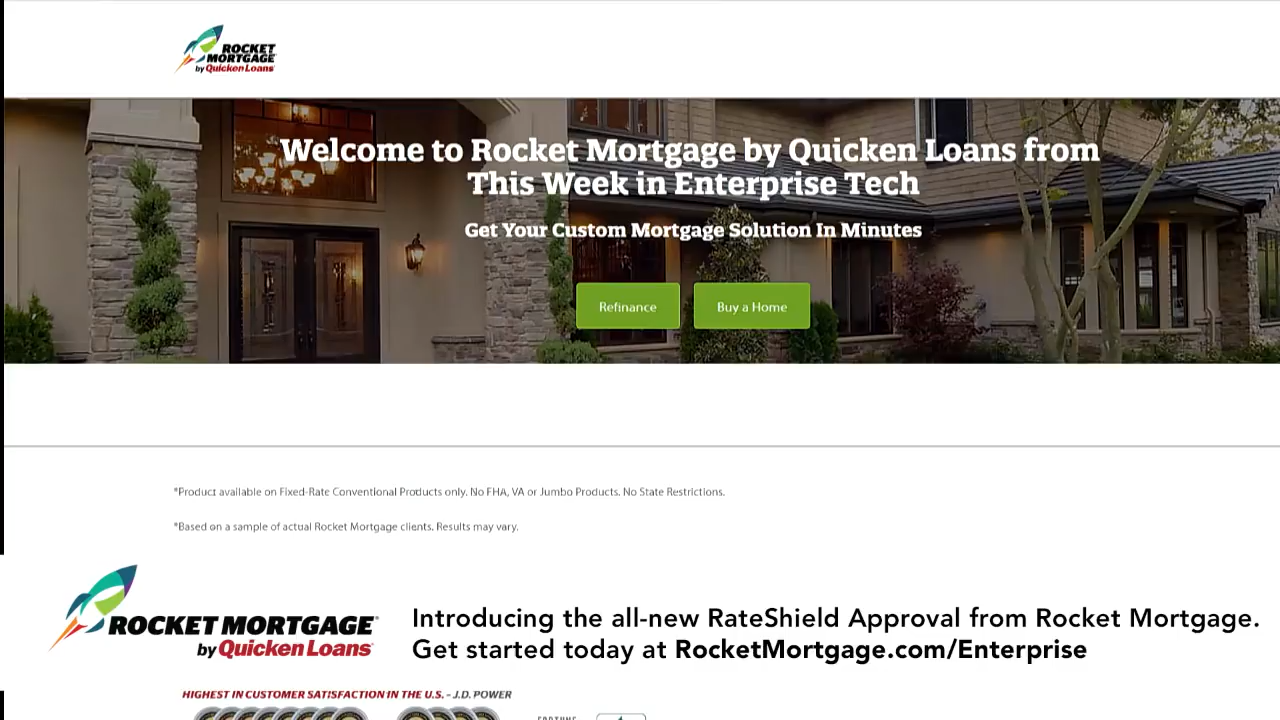 ROCKET
MORTGAGE
by Quicken Loans
Welcome to Rocket Mortgage by Quicken Loans from
This Week in Enterprise Tech
Get Your Custom Mortgage Solution In Minutes
Refinance
Buy a Home
*Product available on Fixed-Rate Conventional Products only. No FHA, VA or Jumbo Products. No State Restrictions.
*Based on a sample of actual Rocket Mortgage clients. Results may vary.
ROCKET MORTGAGE
by Quicken Loans
Introducing the all-new RateShield Approval from Rocket Mortgage.
Get started today at RocketMortgage.com/Enterprise
HIGHEST IN CUSTOMER SATISFACTION IN THE U.S. – J.D. POWER